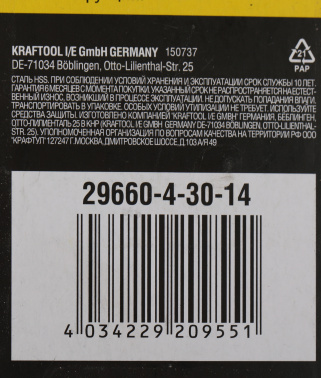 KRAFTOOL I/E GmbH GERMANY 150737
DE-71034 Böblingen, Otto-Lilienthal-Str. 25
21
PAP
СТАЛЬ HSS. ПРИ СОБЛЮДЕНИИ УСЛОВИЙ ХРАНЕНИЯ И ЭКСПЛУАТАЦИИ СРОК СЛУЖБЫ 10 ЛЕТ.
ГАРАНТИЯ 6 МЕСЯЦЕВ С МОМЕНТА ПОКУПКИ. УКАЗАННЫЙ СРОК НЕ РАСПРОСТРАНЯЕТСЯ НА ЕСТЕСТ-
ВЕННЫЙ ИЗНОС, ВОЗНИКШИЙ В ПРОЦЕССЕ ЭКСПЛУАТАЦИИ. НЕ ДОПУСКАТЬ ПОПАДАНИЯ ВЛАГИ.
ТРАНСПОРТИРОВАТЬ В УПАКОВКЕ. ОСОБЫХ УСЛОВИЙ УТИЛИЗАЦИИ НЕ ТРЕБУЕТ. ИСПОЛЬЗУЙТЕ
СРЕДСТВА ЗАЩИТЫ. ИЗГОТОВЛЕНО КОМПАНИЕЙ "KRAFTOOL I/E GMBH" ГЕРМАНИЯ, БЁБЛИНГЕН,
ОТТО-ЛИЛИЕНТАЛЬ 25 В КНР (KRAFTOOL I/E GMBH GERMANY DE-71034 BÖBLINGEN, OTTO-LILIENTAL-
STR. 25). УПОЛНОМОЧЕННАЯ ОРГАНИЗАЦИЯ ПО ВОПРОСАМ КАЧЕСТВА НА ТЕРРИТОРИИ РФ ООО
"КРАФТУЛ" 127247 Г. МОСКВА, ДМИТРОВСКОЕ ШОССЕ, Д.103 А/Я 49
29660-4-30-14
4 034229 209551